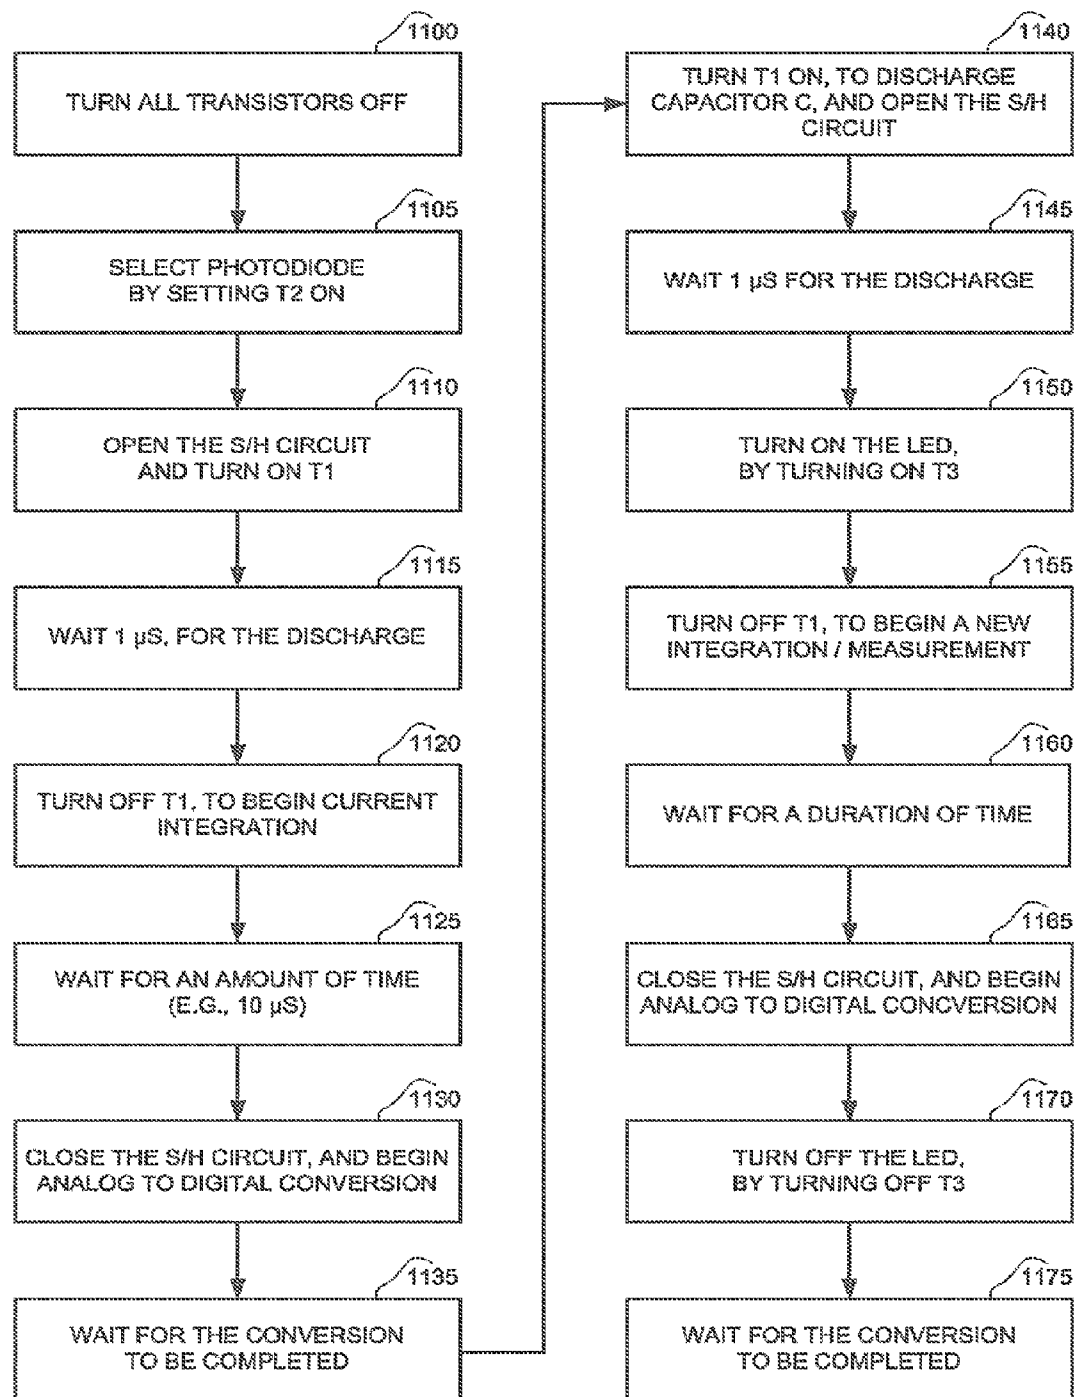 1100
TURN ALL TRANSISTORS OFF
1105
SELECT PHOTODIODE
BY SETTING T2 ON
1110
OPEN THE S/H CIRCUIT
AND TURN ON T1
1115
WAIT 1 µS, FOR THE DISCHARGE
1120
TURN OFF T1, TO BEGIN CURRENT
INTEGRATION
1125
WAIT FOR AN AMOUNT OF TIME
(E.G., 10 µS)
1130
CLOSE THE S/H CIRCUIT, AND BEGIN
ANALOG TO DIGITAL CONVERSION
1135
WAIT FOR THE CONVERSION
TO BE COMPLETED
1140
TURN T1 ON, TO DISCHARGE
CAPACITOR C, AND OPEN THE S/H
CIRCUIT
1145
WAIT 1 µS FOR THE DISCHARGE
1150
TURN ON THE LED,
BY TURNING ON T3
1155
TURN OFF T1, TO BEGIN A NEW
INTEGRATION / MEASUREMENT
1160
WAIT FOR A DURATION OF TIME
1165
CLOSE THE S/H CIRCUIT, AND BEGIN
ANALOG TO DIGITAL CONCVERSION
1170
TURN OFF THE LED,
BY TURNING OFF T3
1175
WAIT FOR THE CONVERSION
TO BE COMPLETED